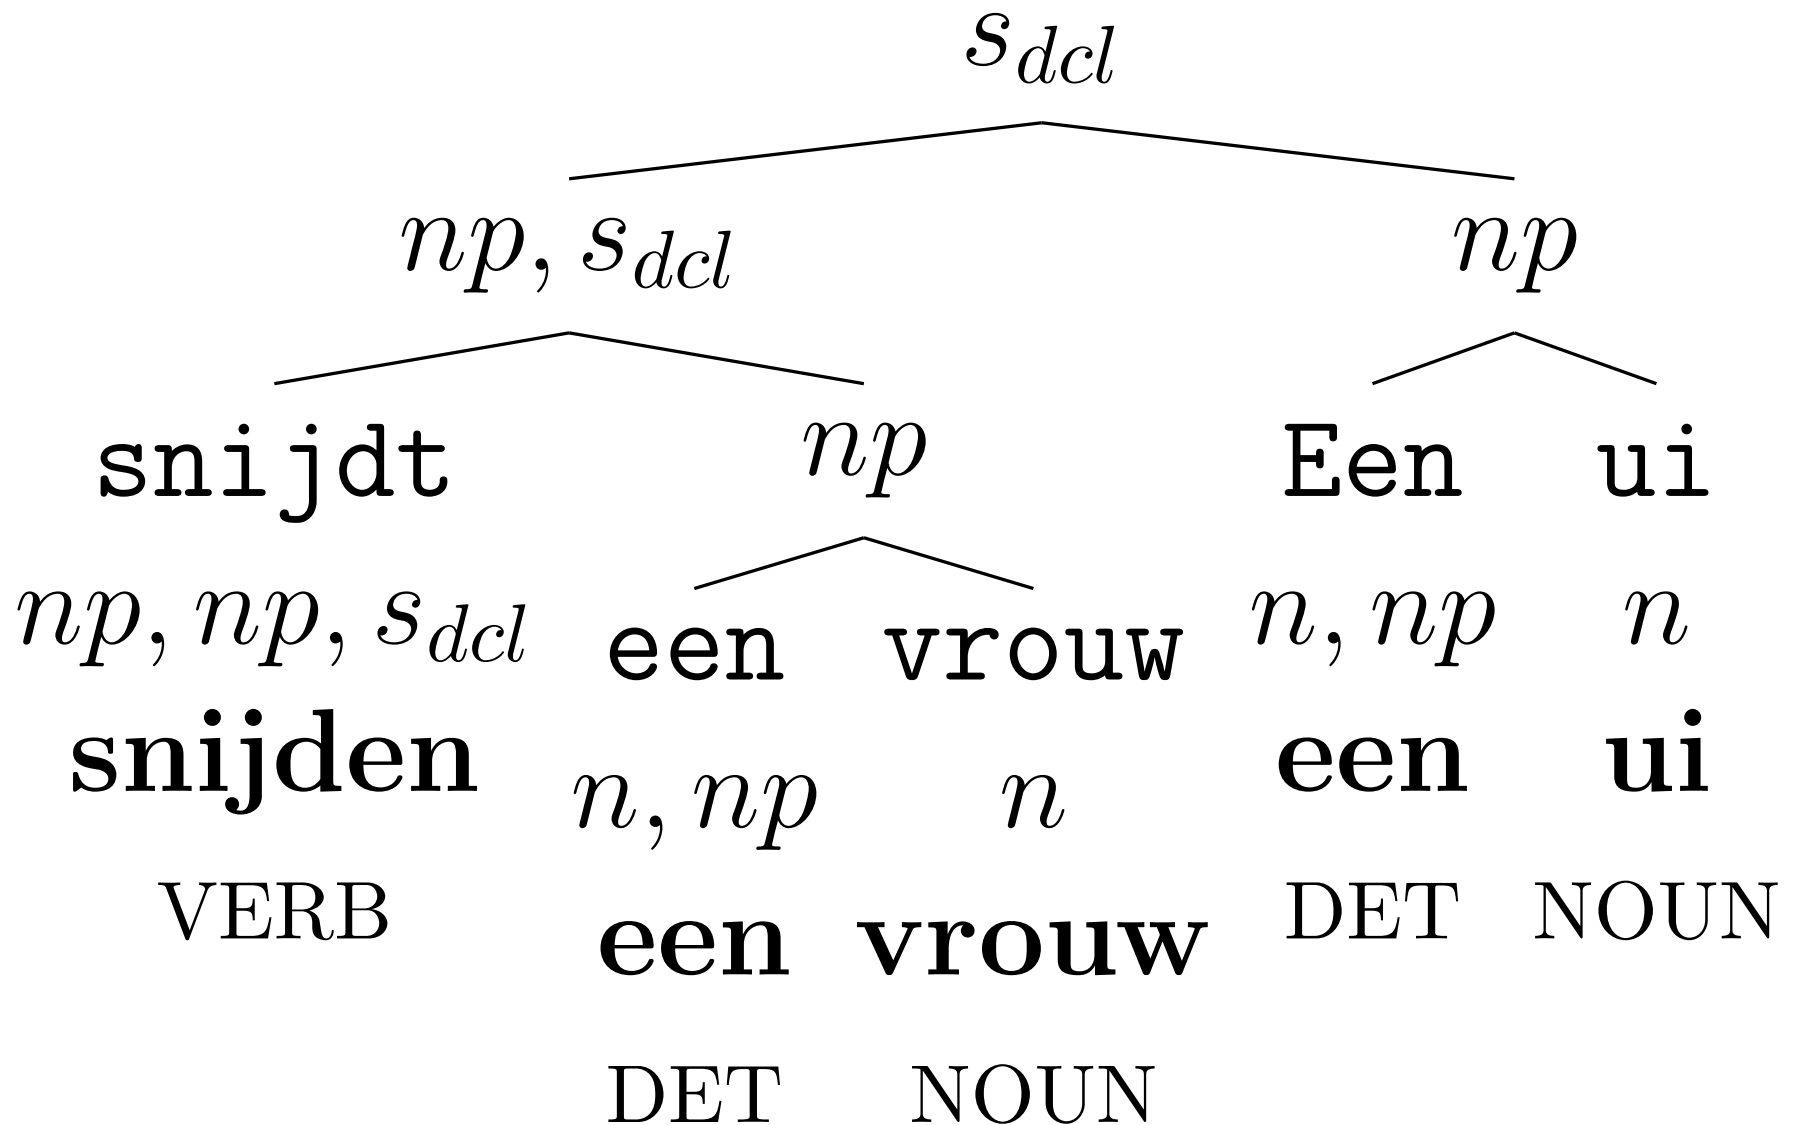 s_dcl
np, s_dcl np
snijdt np Een ui
np, np, s_dcl een vrouw n, np n
snijden n, np n een ui
VERB een vrouw DET NOUN
DET NOUN